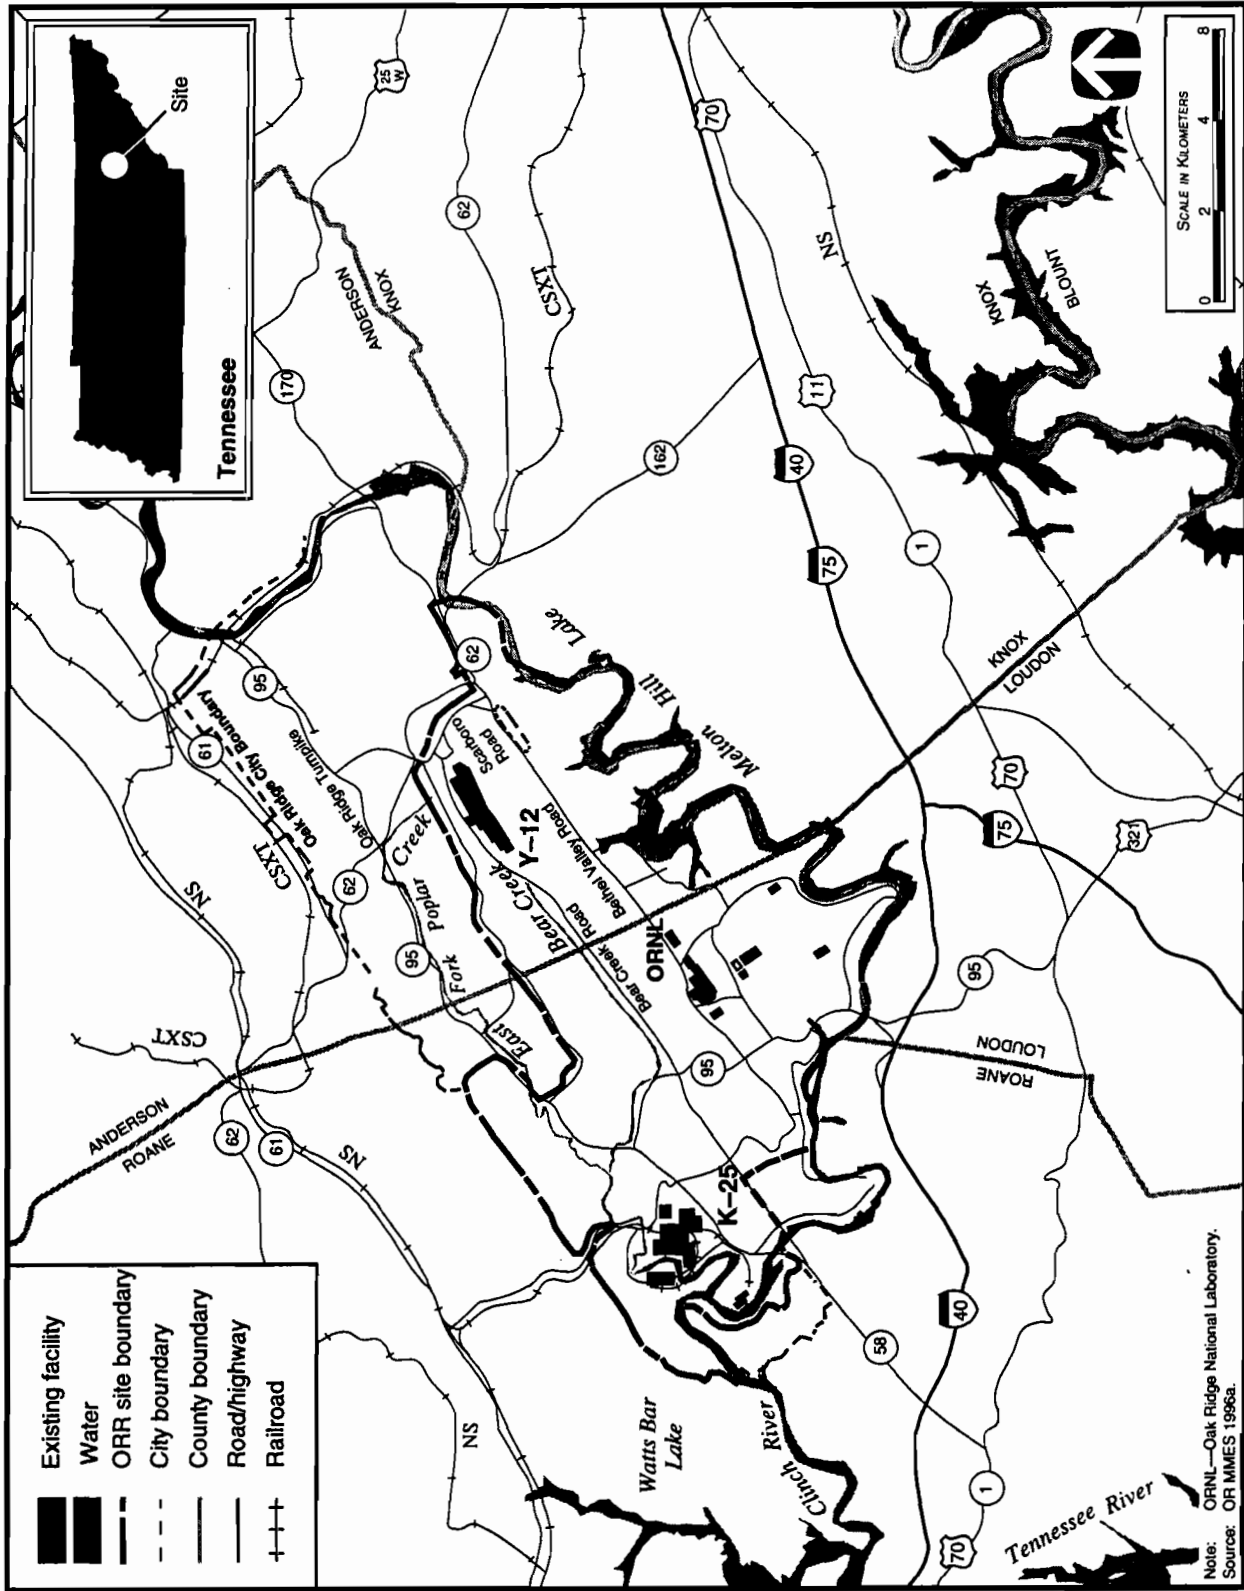 Site
Tennessee
Existing facility
Water
ORR site boundary
City boundary
County boundary
Road/highway
Railroad
ANDERSON
ROANE
62
61
NS
NS
CSXT
NS
CSXT
61
Oak Ridge City Boundary
95
Oak Ridge Turnpike
62
95
East Fork Poplar Creek
Bear Creek
Y-12
Scarboro
Road
62
Bear Creek Road
Bethel Valley Road
ORNL
95
K-25
Melton Hill Lake
170
ANDERSON
KNOX
25
W
62
CSXT
162
70
11
40
75
1
NS
KNOX
BLOUNT
KNOX
LOUDON
70
75
321
95
LOUDON
ROANE
40
58
1
70
Watts Bar
Lake
Clinch River
Tennessee River
SCALE IN KILOMETERS
0 2 4 8
Note: ORNL—Oak Ridge National Laboratory.
Source: OR MMES 1996a.